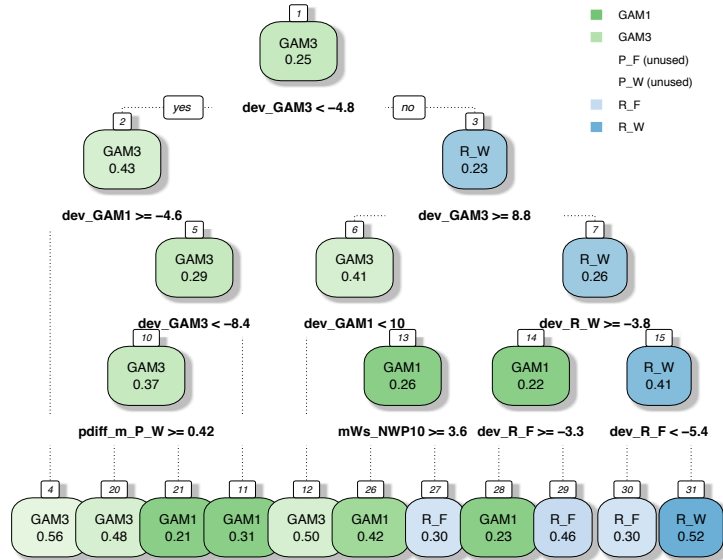 1
GAM3
0.25
GAM1
GAM3
P_F (unused)
P_W (unused)
R_F
R_W
yes
dev_GAM3 < −4.8
no
2
GAM3
0.43
3
R_W
0.23
dev_GAM1 >= −4.6
dev_GAM3 >= 8.8
5
GAM3
0.29
6
GAM3
0.41
7
R_W
0.26
dev_GAM3 < −8.4
dev_GAM1 < 10
dev_R_W >= −3.8
10
GAM3
0.37
13
GAM1
0.26
14
GAM1
0.22
15
R_W
0.41
pdiff_m_P_W >= 0.42
mWs_NWP10 >= 3.6
dev_R_F >= −3.3
dev_R_F < −5.4
4
GAM3
0.56
20
GAM3
0.48
21
GAM1
0.21
11
GAM1
0.31
12
GAM3
0.50
26
GAM1
0.42
27
R_F
0.30
28
GAM1
0.23
29
R_F
0.46
30
R_F
0.30
31
R_W
0.52